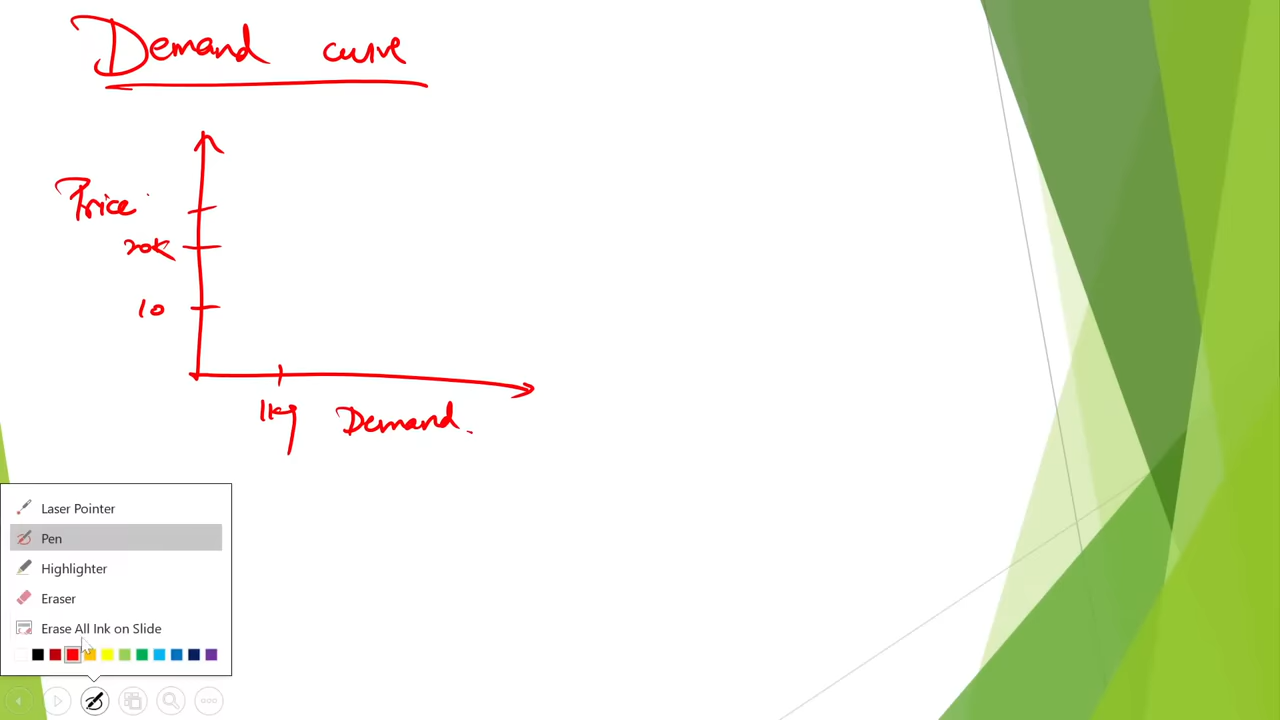 Demand curve
Price
20K
10
1kg Demand.
Laser Pointer
Pen
Highlighter
Eraser
Erase All Ink on Slide